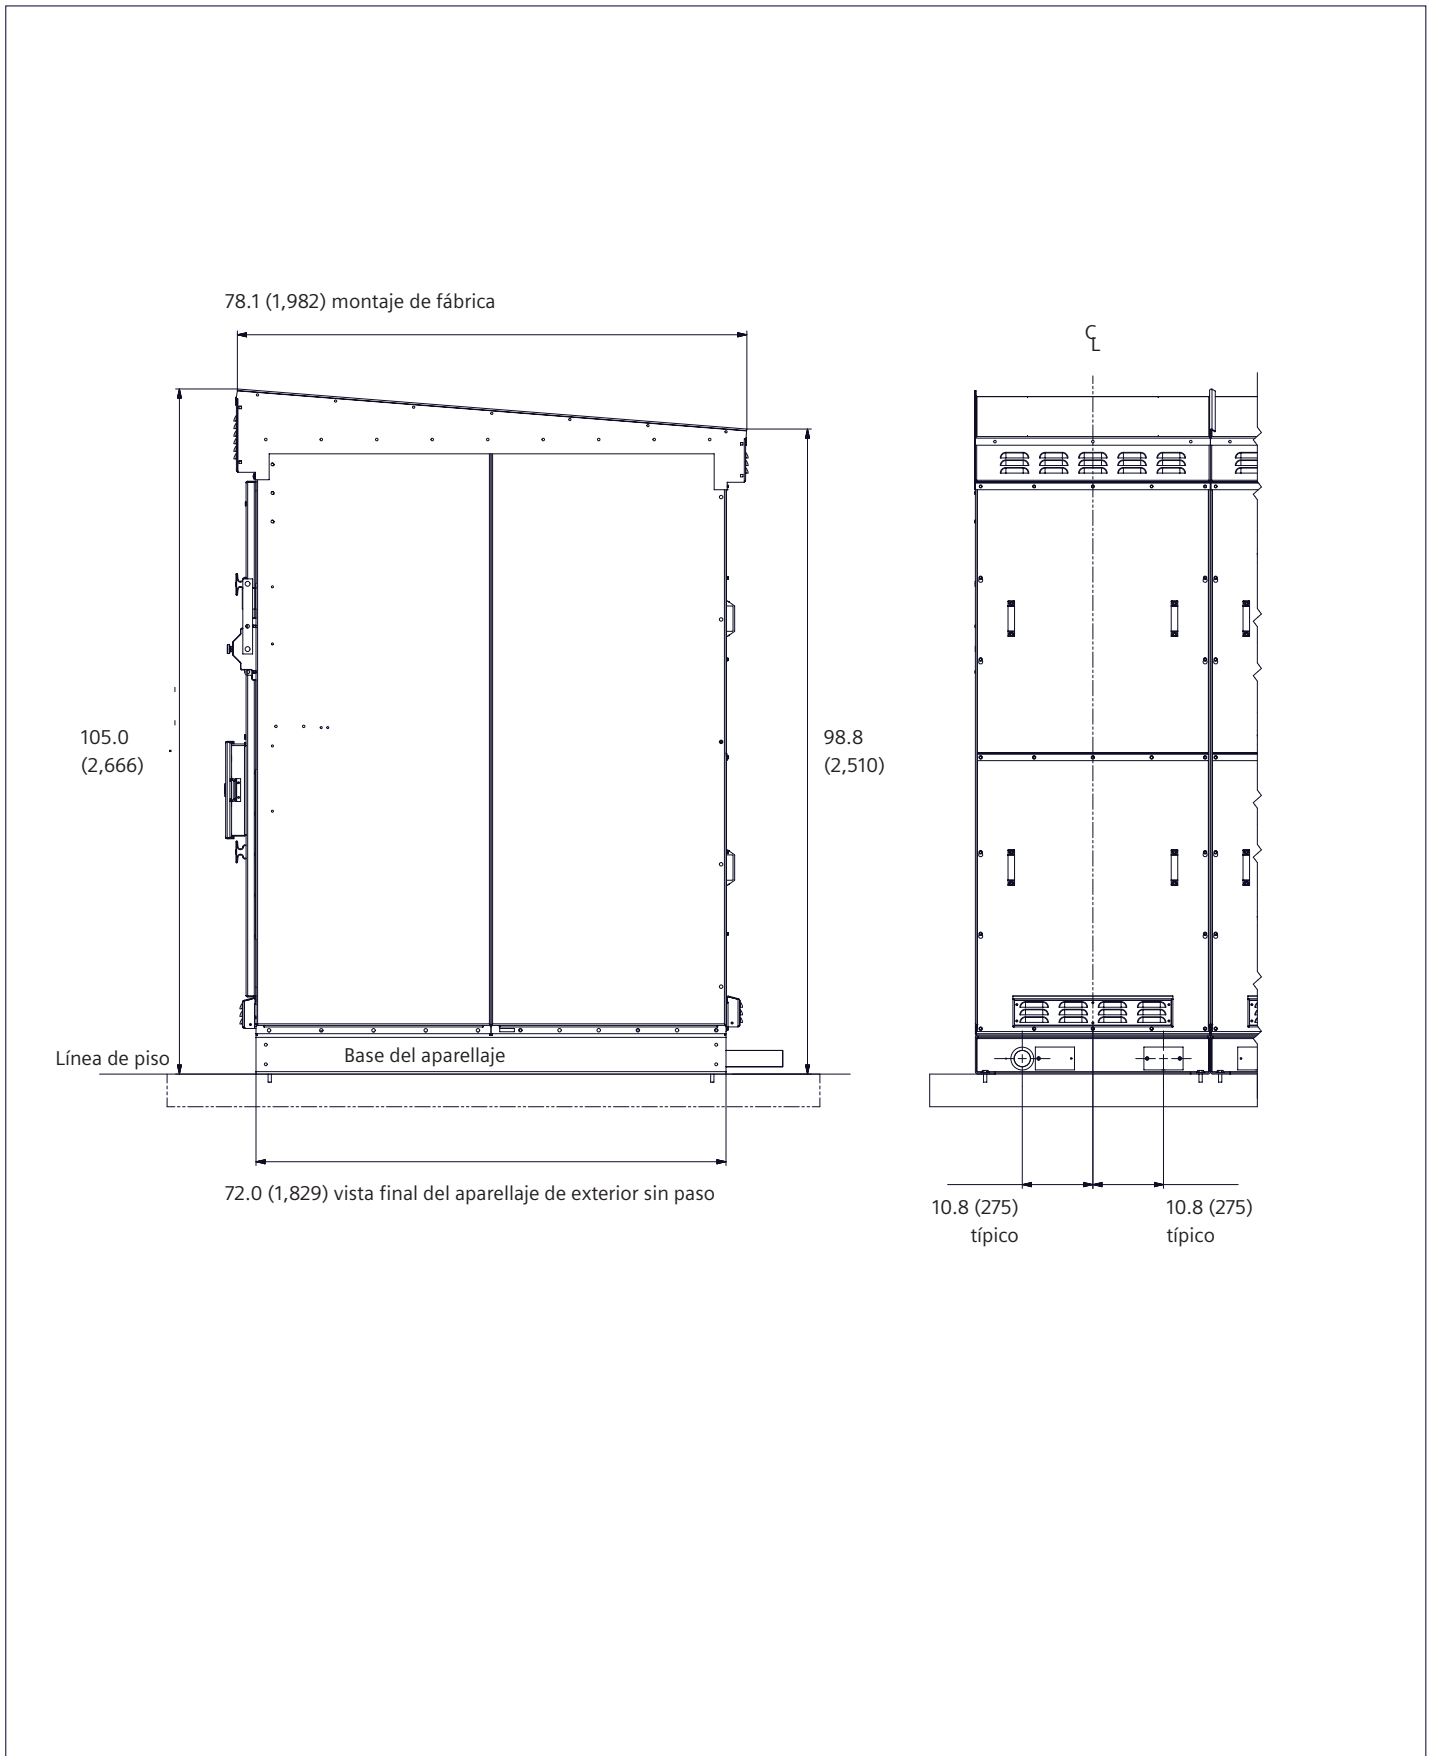 78.1 (1,982) montaje de fábrica
CL
105.0
(2,666)
98.8
(2,510)
Línea de piso
Base del aparellaje
72.0 (1,829) vista final del aparellaje de exterior sin paso
10.8 (275)
típico
10.8 (275)
típico